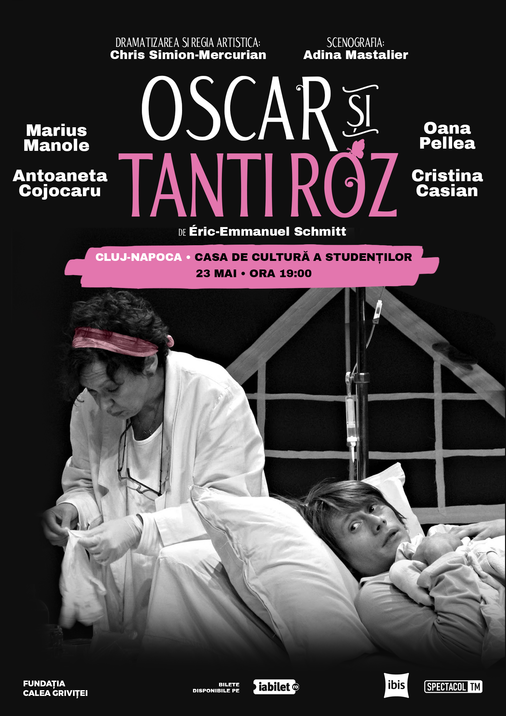 DRAMATIZAREA SI REGIA ARTISTICA:
Chris Simion-Mercurian
SCENOGRAFIA:
Adina Mastalier
OSCAR ȘI
TANTI ROZ
Marius
Manole
Antoaneta
Cojocaru
Oana
Pellea
Cristina
Casian
DE Éric-Emmanuel Schmitt
CLUJ-NAPOCA • CASA DE CULTURĂ A STUDENȚILOR
23 MAI • ORA 19:00
FUNDAȚIA
CALEA GRIVIȚEI
BILETE
DISPONIBILE PE
iabilet
ibis
SPECTACOL TM